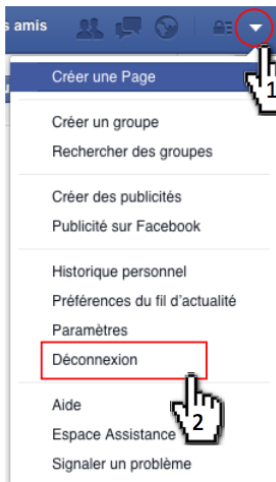 s amis
Créer une Page
1
Créer un groupe
Rechercher des groupes
Créer des publicités
Publicité sur Facebook
Historique personnel
Préférences du fil d'actualité
Paramètres
Déconnexion
Aide
2
Espace Assistance
Signaler un problème